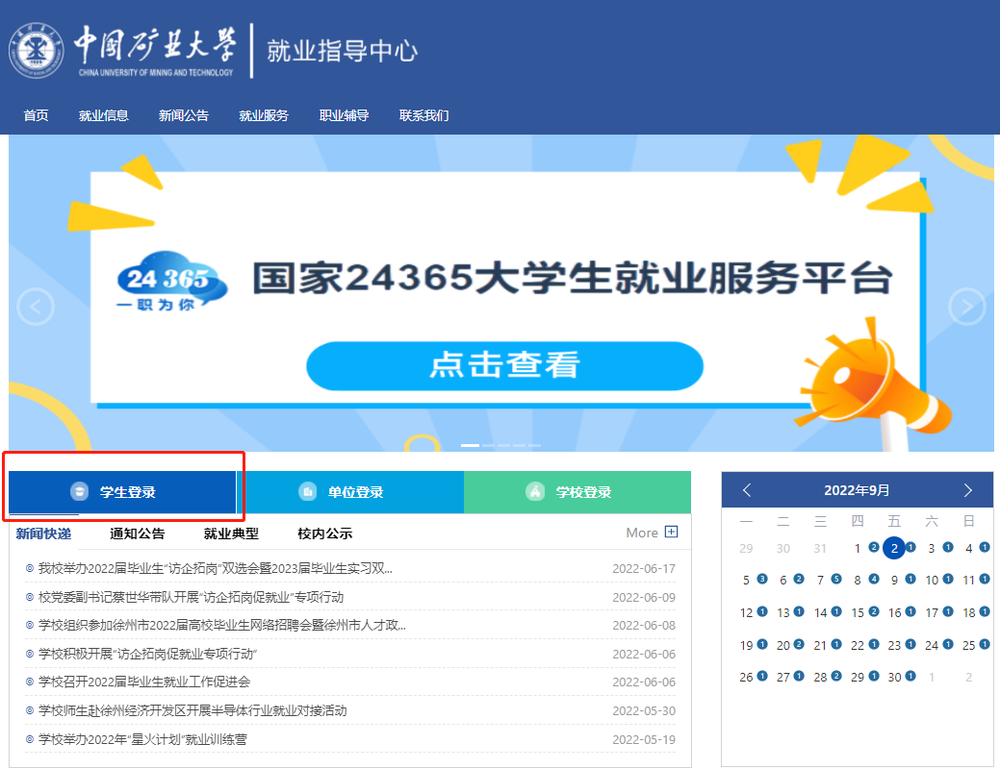 中国矿业大学
CHINA UNIVERSITY OF MINING AND TECHNOLOGY
就业指导中心
首页 就业信息 新闻公告 就业服务 职业辅导 联系我们
24 365
一职为你
国家24365大学生就业服务平台
点击查看
学生登录 单位登录 学校登录
新闻快递 通知公告 就业典型 校内公示 More
学校举办2022届毕业生“访企拓岗”双选会暨2023届毕业生实习双... 2022-06-17
校党委副书记蔡世华带队开展“访企拓岗促就业”专项行动 2022-06-09
学校组织参加徐州市2022届高校毕业生网络招聘会暨徐州市人才政... 2022-06-08
学校积极开展“访企拓岗促就业专项行动” 2022-06-06
学校召开2022届毕业生就业工作促进会 2022-06-06
学校师生赴徐州经济开发区开展半导体行业就业对接活动 2022-05-30
学校举办2022年“星火计划”就业训练营 2022-05-19
2022年9月
一 二 三 四 五 六 日
29 30 31 1 2 2 1 3 1 4 1
5 3 6 2 7 5 8 4 9 1 10 1 11 1
12 1 13 1 14 1 15 2 16 1 17 1 18 1
19 1 20 2 21 1 22 1 23 1 24 1 25 1
26 1 27 1 28 2 29 1 30 1 1 2